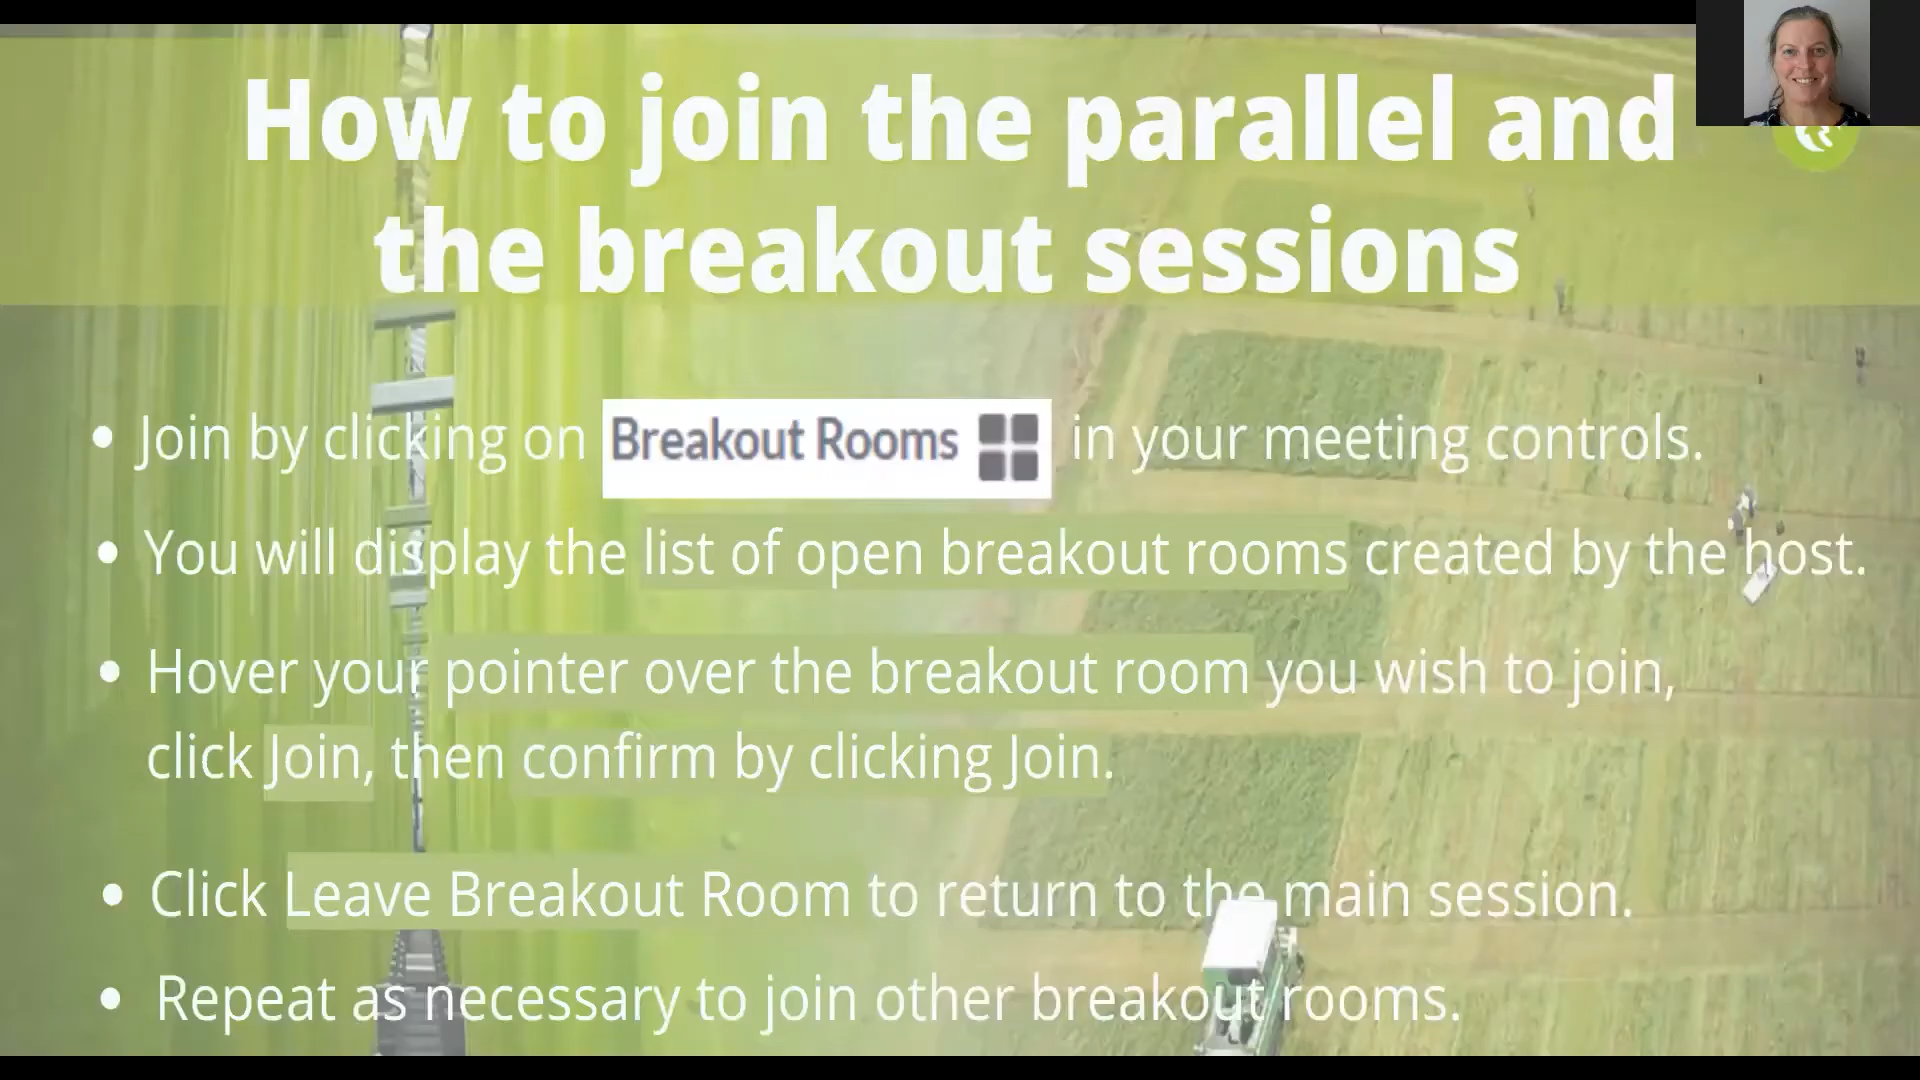 How to join the parallel and
the breakout sessions
• Join by clicking on Breakout Rooms in your meeting controls.
• You will display the list of open breakout rooms created by the host.
• Hover your pointer over the breakout room you wish to join,
click Join, then confirm by clicking Join.
• Click Leave Breakout Room to return to the main session.
• Repeat as necessary to join other breakout rooms.